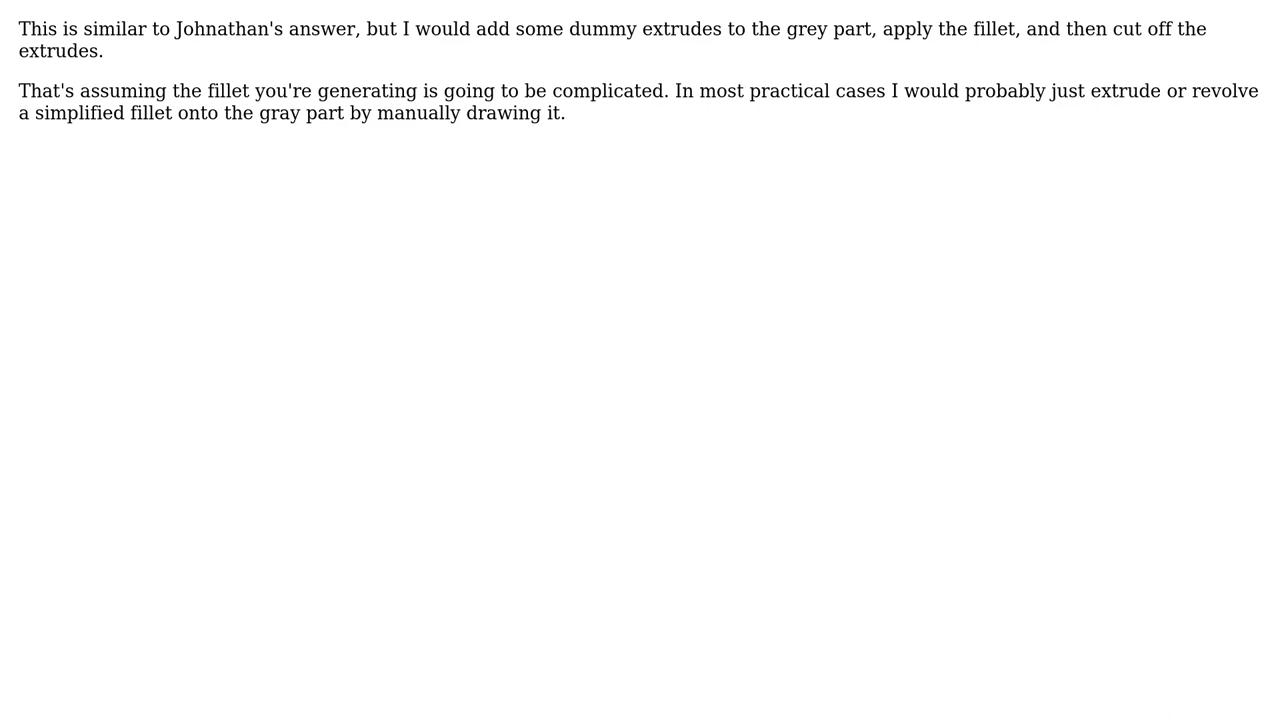 This is similar to Johnathan's answer, but I would add some dummy extrudes to the grey part, apply the fillet, and then cut off the
extrudes.
That's assuming the fillet you're generating is going to be complicated. In most practical cases I would probably just extrude or revolve
a simplified fillet onto the gray part by manually drawing it.